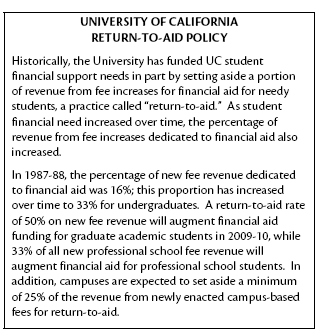 UNIVERSITY OF CALIFORNIA
RETURN-TO-AID POLICY
Historically, the University has funded UC student
financial support needs in part by setting aside a portion
of revenue from fee increases for financial aid for needy
students, a practice called “return-to-aid.” As student
financial need increased over time, the percentage of
revenue from fee increases dedicated to financial aid also
increased.
In 1987-88, the percentage of new fee revenue dedicated
to financial aid was 16%; this proportion has increased
over time to 33% for undergraduates. A return-to-aid rate
of 50% on new fee revenue will augment financial aid
funding for graduate academic students in 2009-10, while
33% of all new professional school fee revenue will
augment financial aid for professional school students. In
addition, campuses are expected to set aside a minimum
of 25% of the revenue from newly enacted campus-based
fees for return-to-aid.